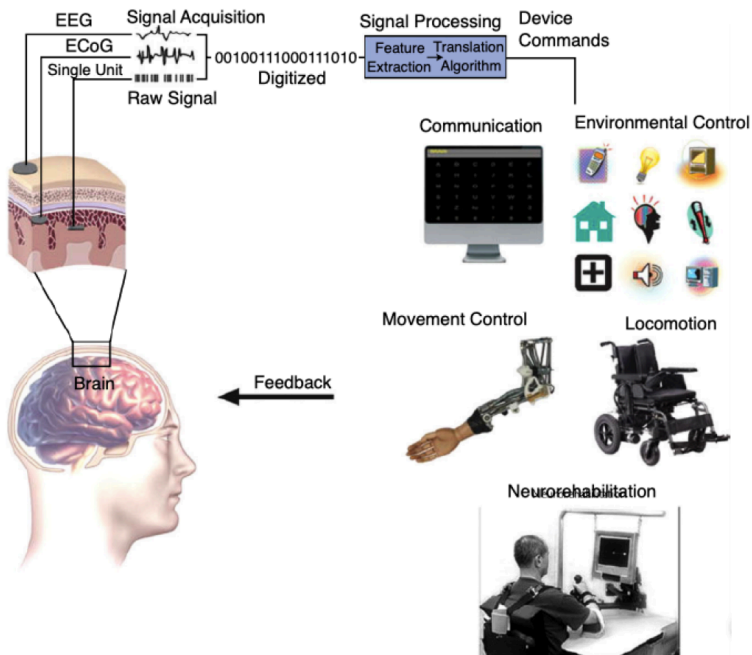 EEG
Signal Acquisition
Signal Processing
Device
Commands
ECoG
Single Unit
00100111000111010
Digitized
Feature
Extraction
Translation
Algorithm
Raw Signal
Communication
Environmental Control
Movement Control
Locomotion
Brain
Feedback
Neurorehabilitation